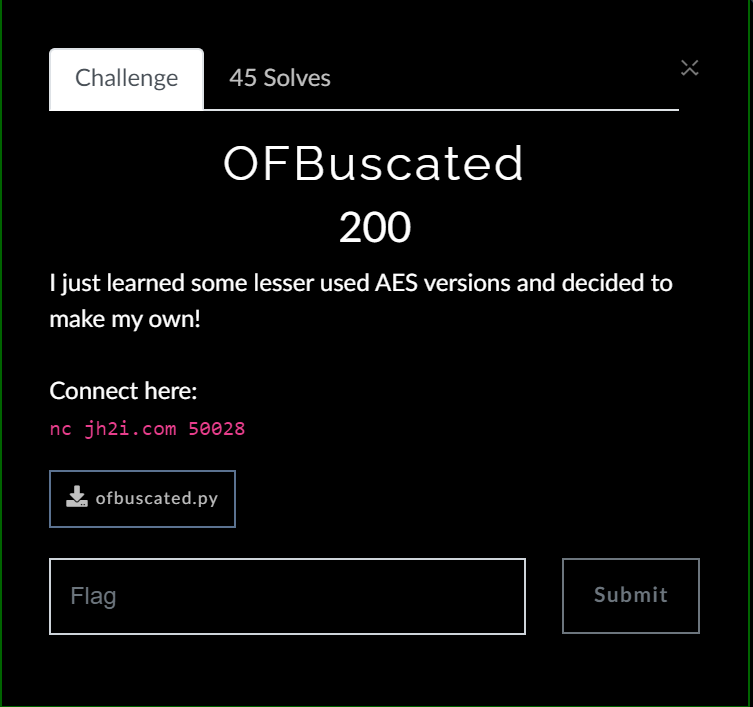 Challenge
45 Solves
OFBuscated
200
I just learned some lesser used AES versions and decided to
make my own!
Connect here:
nc jh2i.com 50028
ofbuscated.py
Flag
Submit